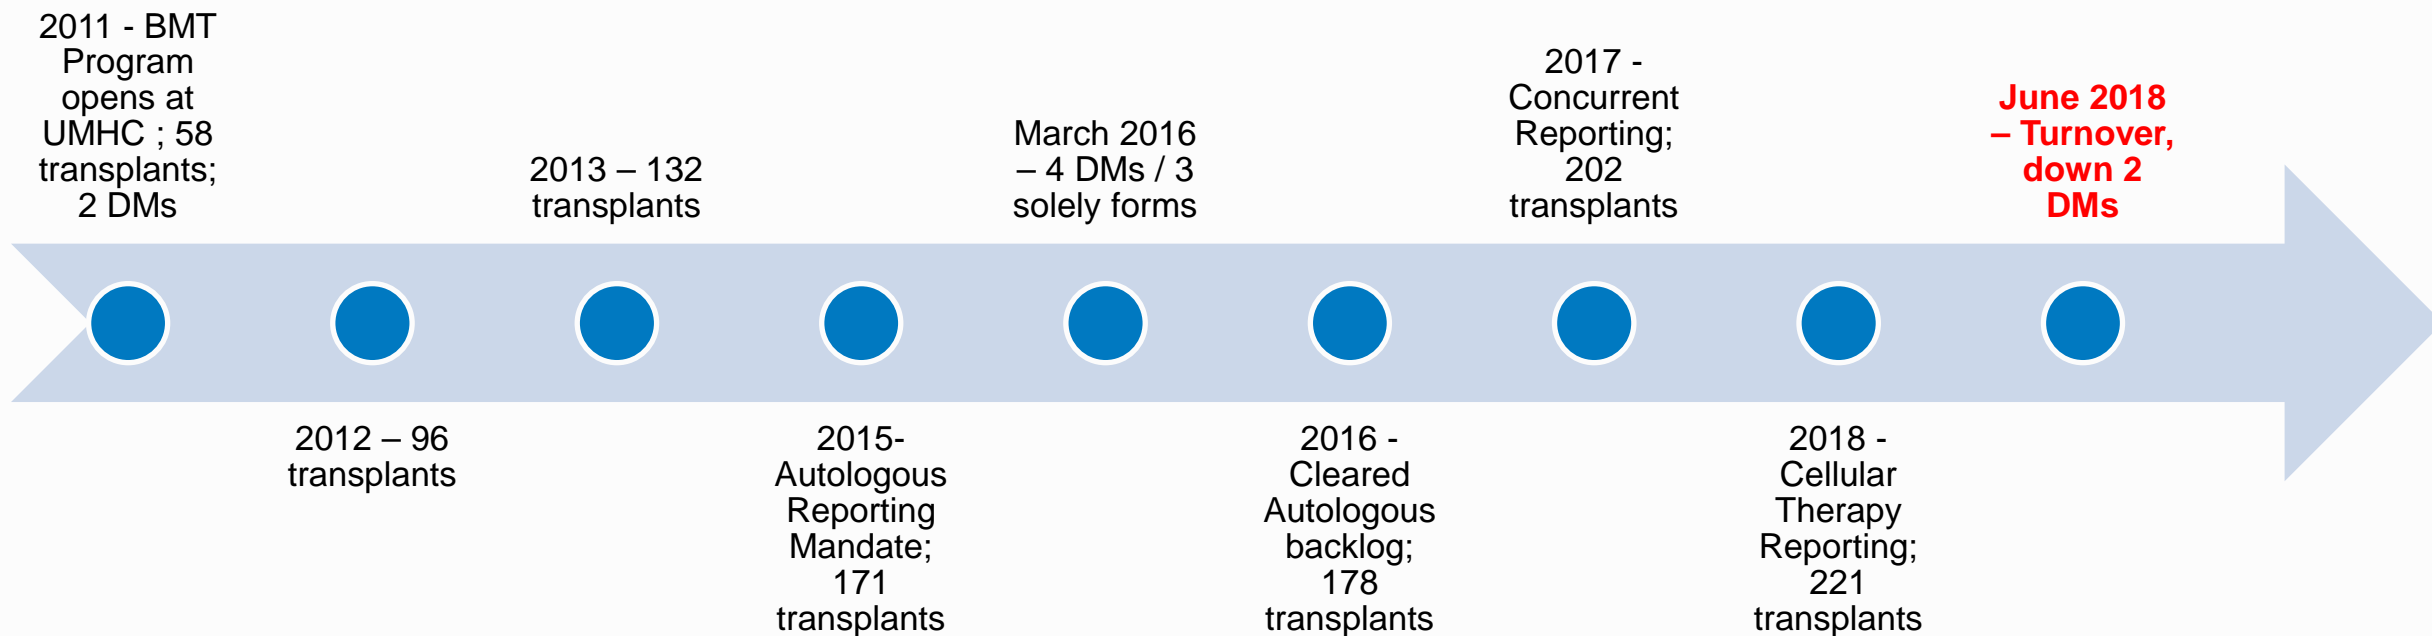 2011 - BMT
Program
opens at
UMHC ; 58
transplants;
2 DMs
2012 – 96
transplants
2013 – 132
transplants
2015-
Autologous
Reporting
Mandate;
171
transplants
March 2016
– 4 DMs / 3
solely forms
2016 -
Cleared
Autologous
backlog;
178
transplants
2017 -
Concurrent
Reporting;
202
transplants
2018 -
Cellular
Therapy
Reporting;
221
transplants
June 2018
– Turnover,
down 2
DMs